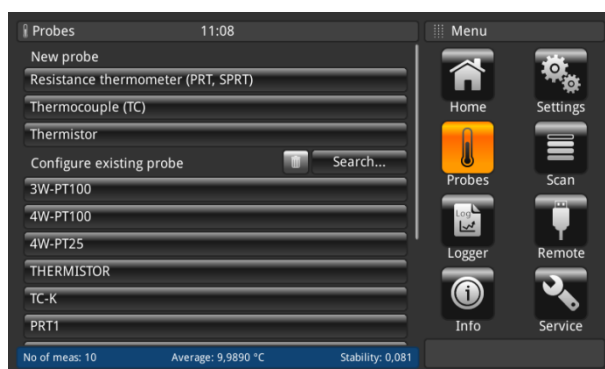 Probes 11:08
New probe
Resistance thermometer (PRT, SPRT)
Thermocouple (TC)
Thermistor
Configure existing probe Search...
3W-PT100
4W-PT100
4W-PT25
THERMISTOR
TC-K
PRT1
No of meas: 10 Average: 9,9890 °C Stability: 0,081
Menu
Home Settings
Probes Scan
Log
Logger Remote
Info Service